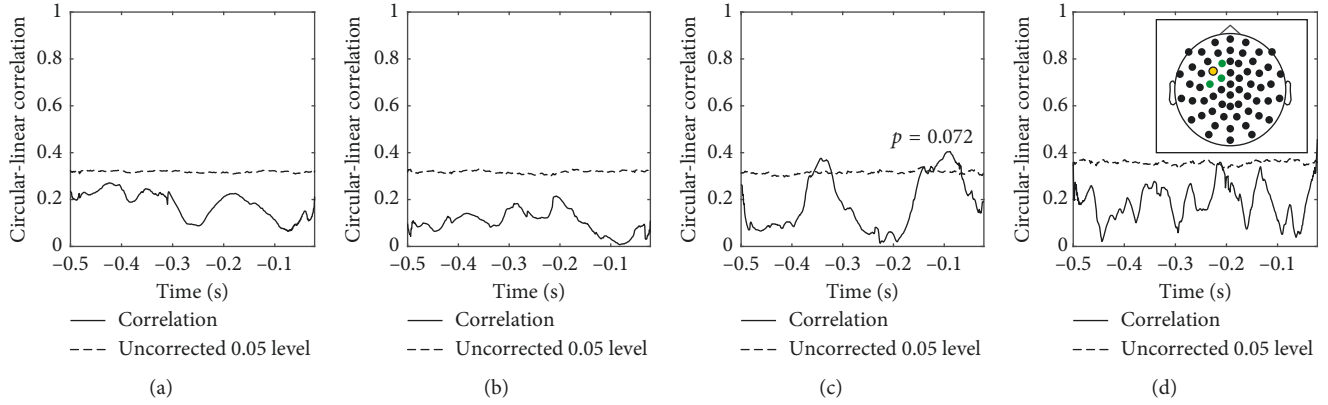 1
0.8
0.6
0.4
0.2
0
Circular-linear correlation
−0.5 −0.4 −0.3 −0.2 −0.1
Time (s)
Correlation
Uncorrected 0.05 level
(a)
1
0.8
0.6
0.4
0.2
0
Circular-linear correlation
−0.5 −0.4 −0.3 −0.2 −0.1
Time (s)
Correlation
Uncorrected 0.05 level
(b)
1
0.8
0.6
0.4
0.2
0
Circular-linear correlation
p = 0.072
−0.5 −0.4 −0.3 −0.2 −0.1
Time (s)
Correlation
Uncorrected 0.05 level
(c)
1
0.8
0.6
0.4
0.2
0
Circular-linear correlation
−0.5 −0.4 −0.3 −0.2 −0.1
Time (s)
Correlation
Uncorrected 0.05 level
(d)